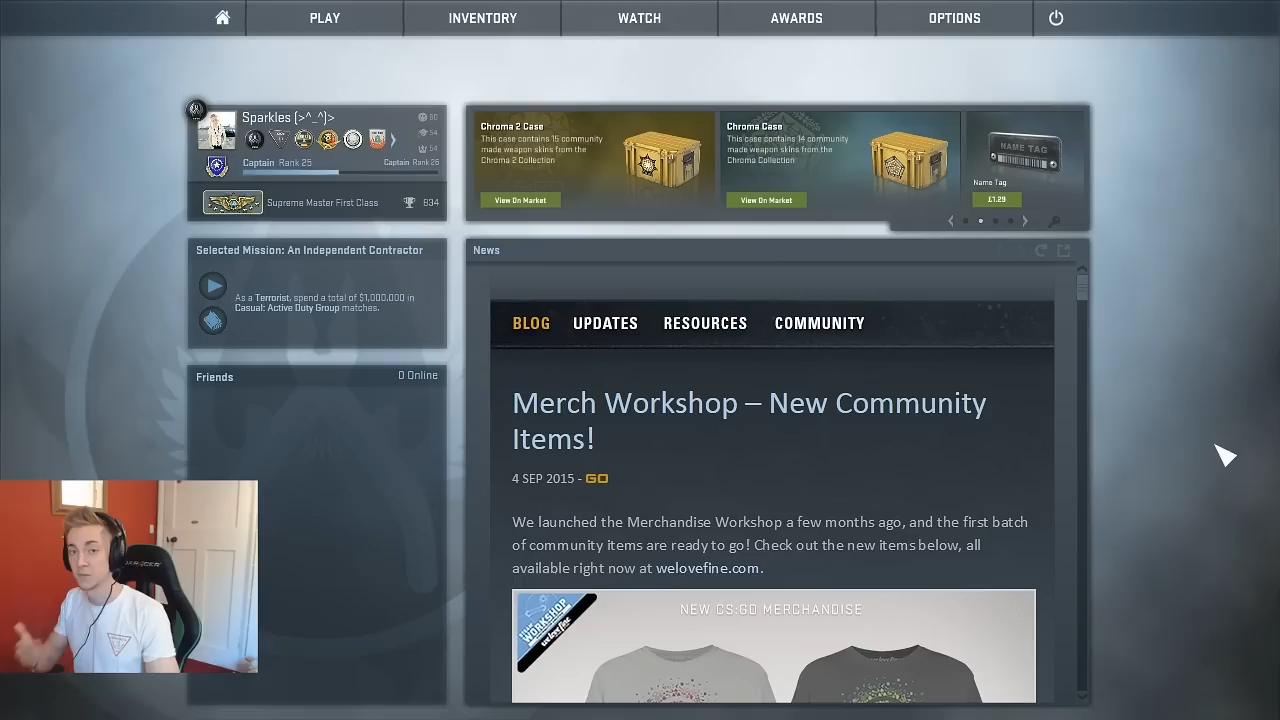 PLAY
INVENTORY
WATCH
AWARDS
OPTIONS
Sparkles [>^_^]>
Captain Rank 25
Captain Rank 26
Supreme Master First Class
834
Chroma 2 Case
This case contains 15 community
made weapon skins from the
Chroma 2 Collection
View On Market
Chroma Case
This case contains 14 community
made weapon skins from the
Chroma Collection
View On Market
NAME TAG
Name Tag
£1.29
Selected Mission: An Independent Contractor
As a Terrorist, spend a total of $1,000,000 in
Casual: Active Duty Group matches.
Friends
0 Online
News
BLOG
UPDATES
RESOURCES
COMMUNITY
Merch Workshop – New Community
Items!
4 SEP 2015 - GO
We launched the Merchandise Workshop a few months ago, and the first batch
of community items are ready to go! Check out the new items below, all
available right now at welovefine.com.
WORKSHOP
welovefine
NEW CS:GO MERCHANDISE